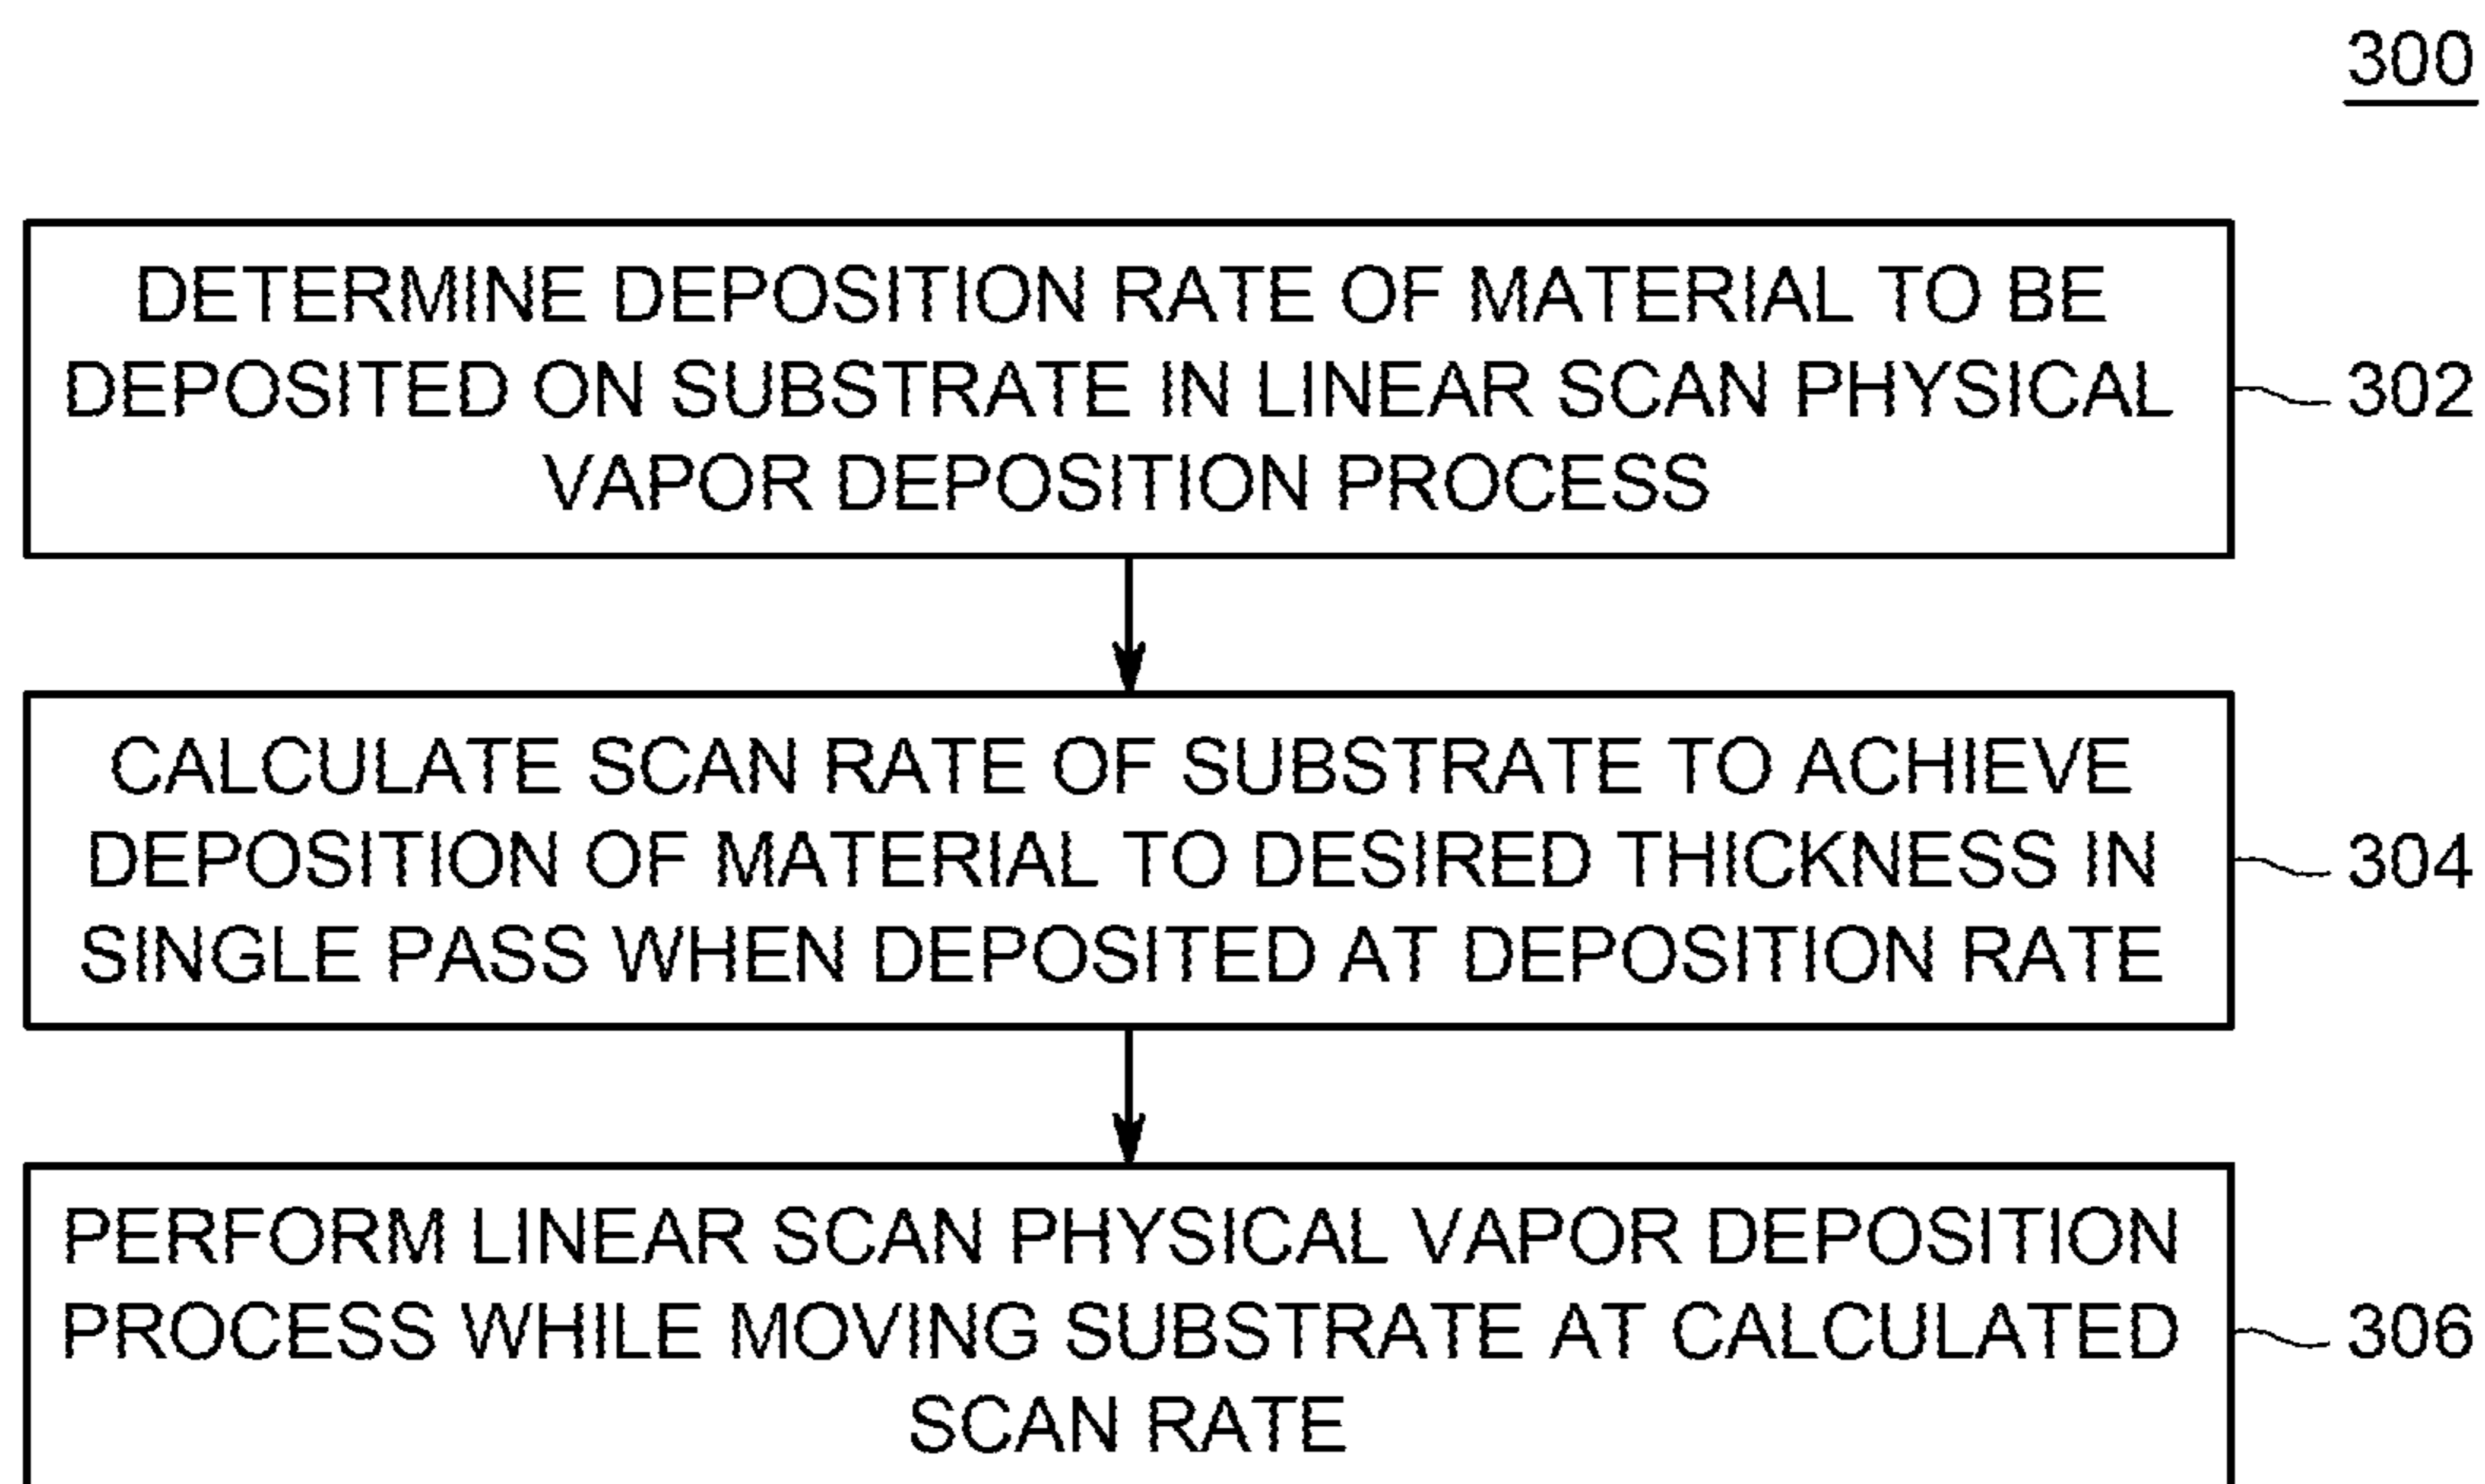 300
DETERMINE DEPOSITION RATE OF MATERIAL TO BE
DEPOSITED ON SUBSTRATE IN LINEAR SCAN PHYSICAL
VAPOR DEPOSITION PROCESS
302
CALCULATE SCAN RATE OF SUBSTRATE TO ACHIEVE
DEPOSITION OF MATERIAL TO DESIRED THICKNESS IN
SINGLE PASS WHEN DEPOSITED AT DEPOSITION RATE
304
PERFORM LINEAR SCAN PHYSICAL VAPOR DEPOSITION
PROCESS WHILE MOVING SUBSTRATE AT CALCULATED
SCAN RATE
306